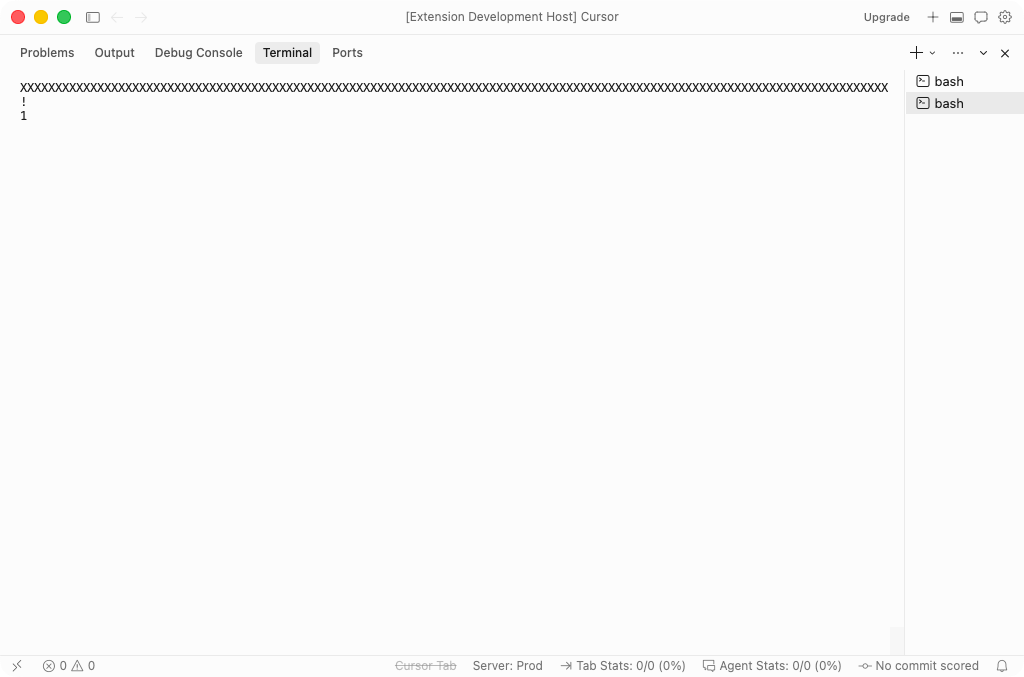 [Extension Development Host] Cursor
Upgrade
Problems Output Debug Console Terminal Ports
XXXXXXXXXXXXXXXXXXXXXXXXXXXXXXXXXXXXXXXXXXXXXXXXXXXXXXXXXXXXXXXXXXXXXXXXXXXXXXXXXXXXXXXXXXXXXXXXXXXXXXXXXXXXXXXXXXXXXXXXXXXX
!
1
bash
bash
0 0 Cursor Tab Server: Prod Tab Stats: 0/0 (0%) Agent Stats: 0/0 (0%) No commit scored